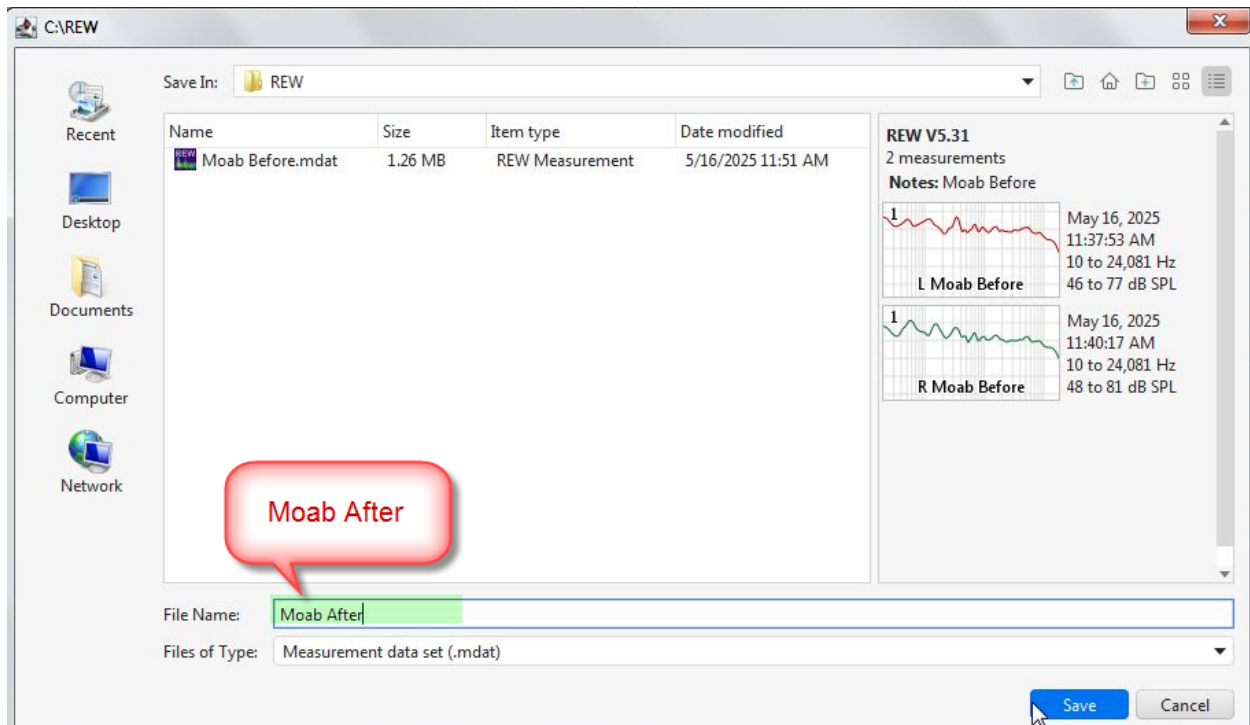 C:\REW
Save In: REW
Recent
Desktop
Documents
Computer
Network
Name Size Item type Date modified
REW Moab Before.mdat 1.26 MB REW Measurement 5/16/2025 11:51 AM
REW V5.31
2 measurements
Notes: Moab Before
1
L Moab Before
May 16, 2025
11:37:53 AM
10 to 24,081 Hz
46 to 77 dB SPL
1
R Moab Before
May 16, 2025
11:40:17 AM
10 to 24,081 Hz
48 to 81 dB SPL
Moab After
File Name: Moab After
Files of Type: Measurement data set (.mdat)
Save Cancel